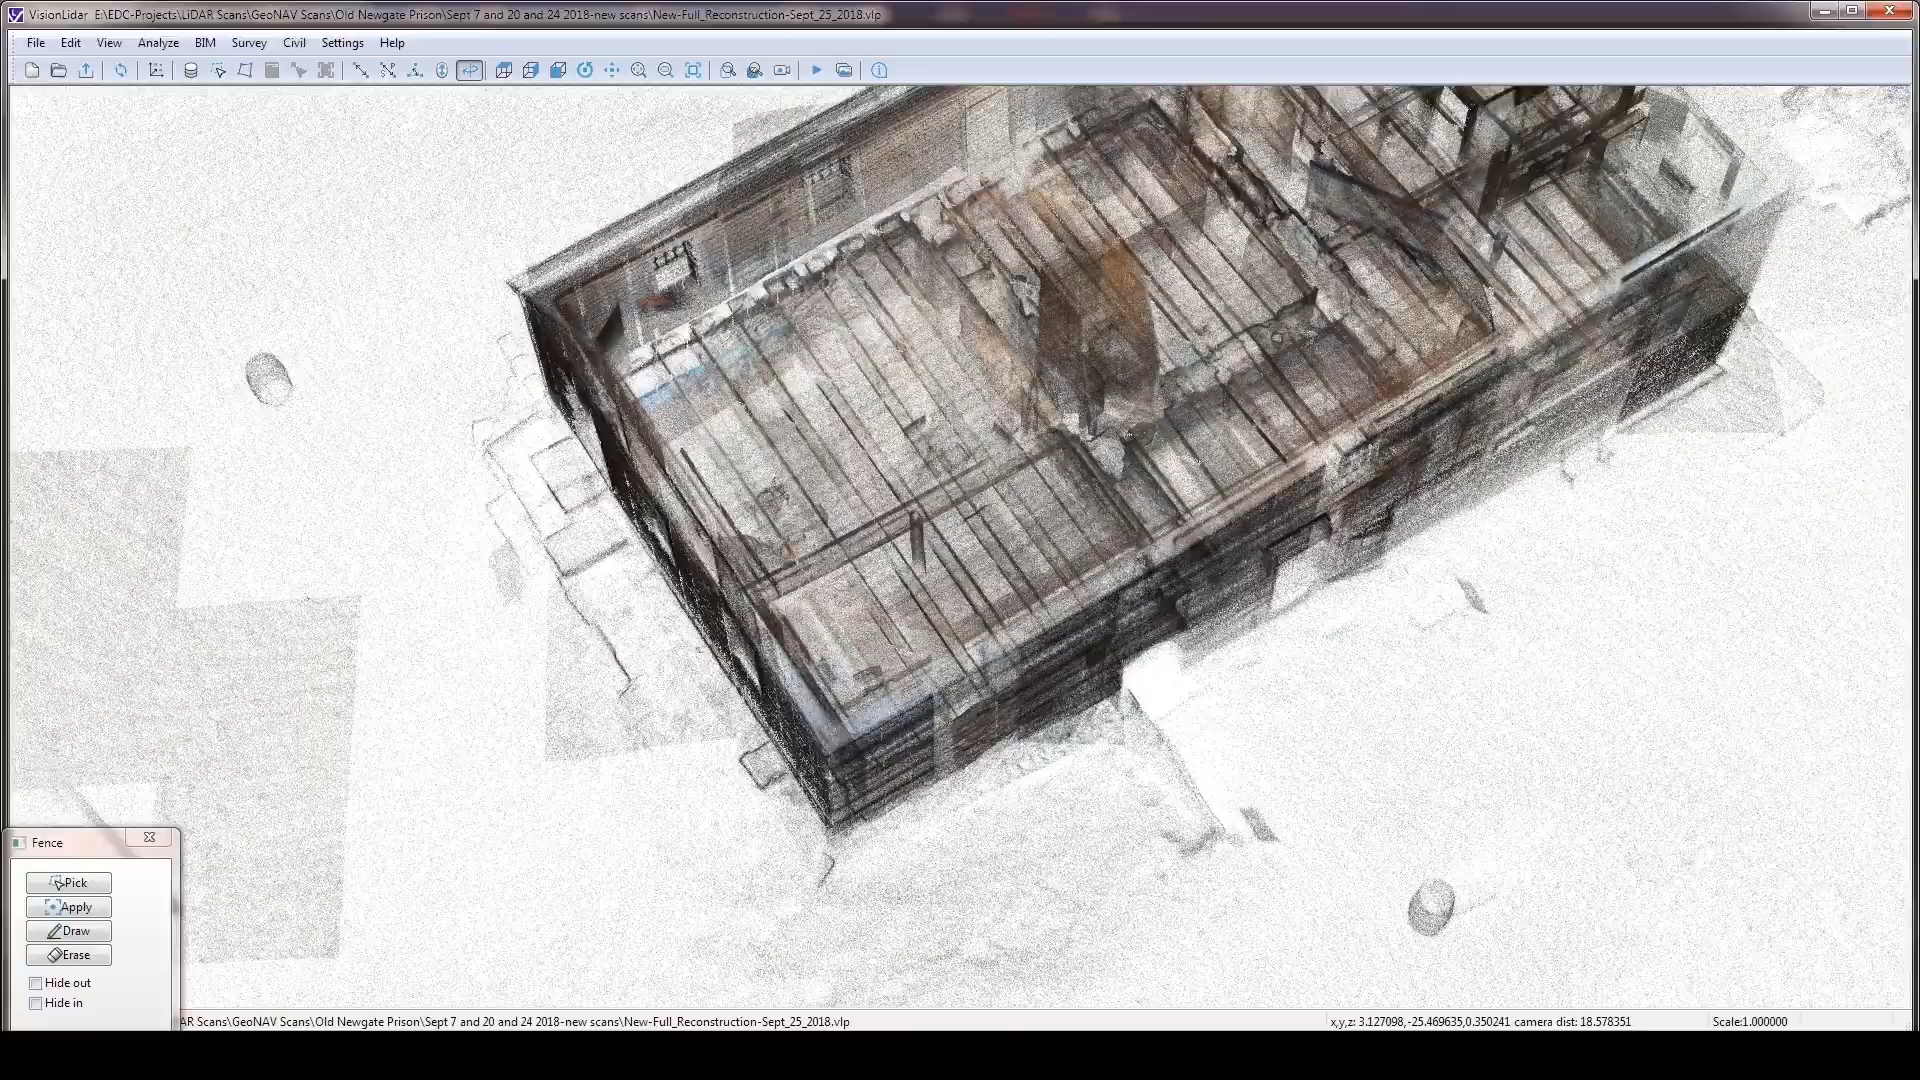 VisionLidar E:\EDC-Projects\LiDAR Scans\GeoNAV Scans\Old Newgate Prison\Sept 7 and 20 and 24 2018-new scans\New-Full_Reconstruction-Sept_25_2018.vlp
File Edit View Analyze BIM Survey Civil Settings Help
Fence
Pick
Apply
Draw
Erase
Hide out
Hide in
AR Scans\GeoNAV Scans\Old Newgate Prison\Sept 7 and 20 and 24 2018-new scans\New-Full_Reconstruction-Sept_25_2018.vlp
x,y,z: 3.127098,-25.469635,0.350241 camera dist: 18.578351
Scale:1.000000